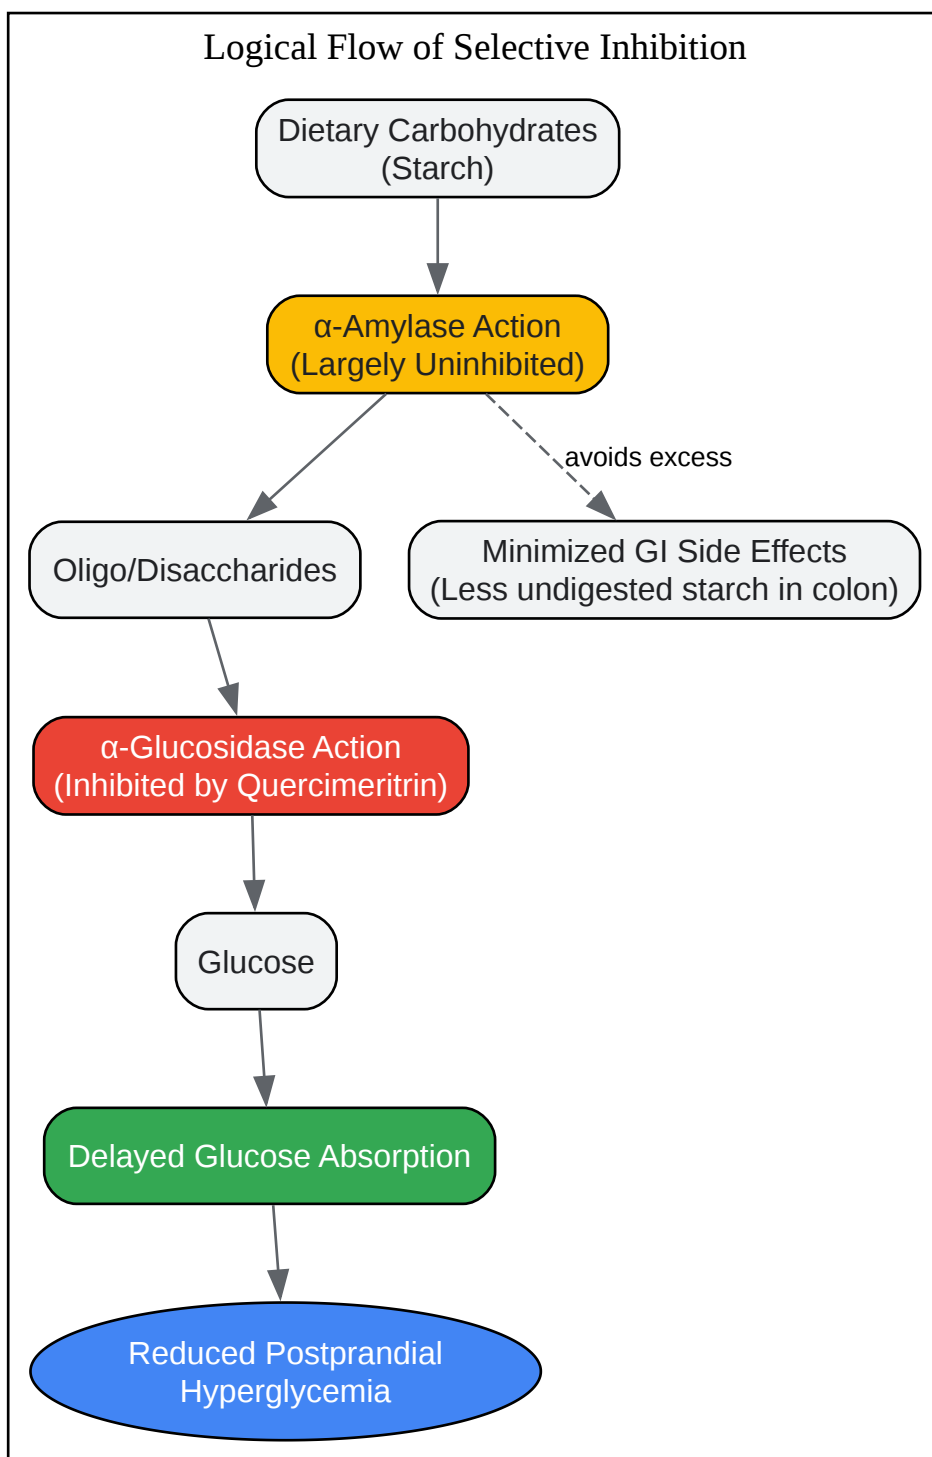 Logical Flow of Selective Inhibition
Dietary Carbohydrates
(Starch)
α-Amylase Action
(Largely Uninhibited)
avoids excess
Oligo/Disaccharides
Minimized GI Side Effects
(Less undigested starch in colon)
α-Glucosidase Action
(Inhibited by Quercimeritrin)
Glucose
Delayed Glucose Absorption
Reduced Postprandial
Hyperglycemia